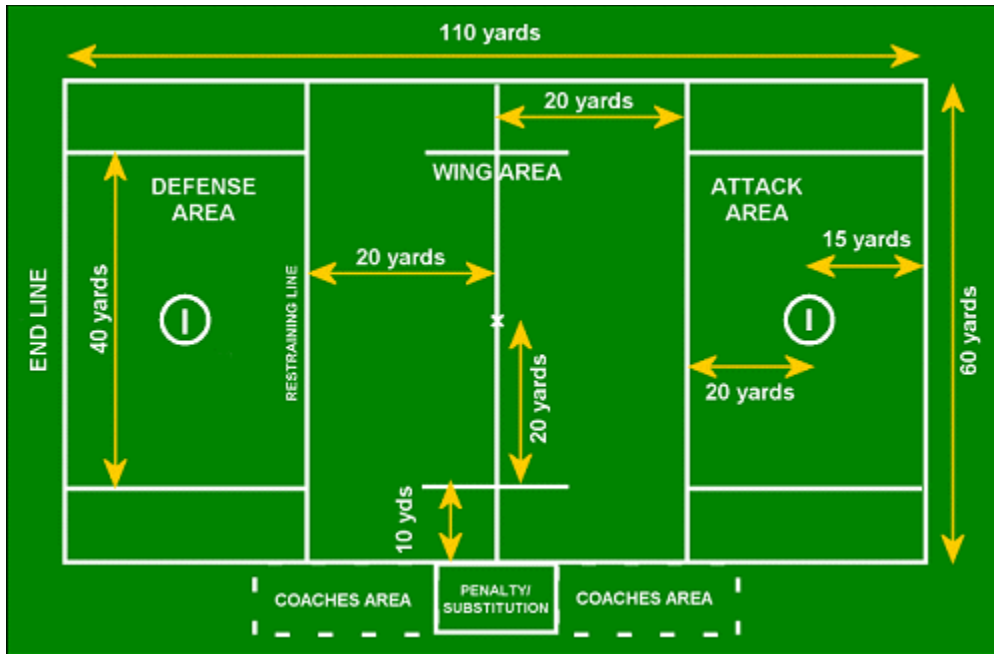 110 yards
20 yards
WING AREA
DEFENSE
AREA
ATTACK
AREA
15 yards
20 yards
END LINE
40 yards
RESTRAINING LINE
60 yards
20 yards
20 yards
10 yds
COACHES AREA
PENALTY/
SUBSTITUTION
COACHES AREA